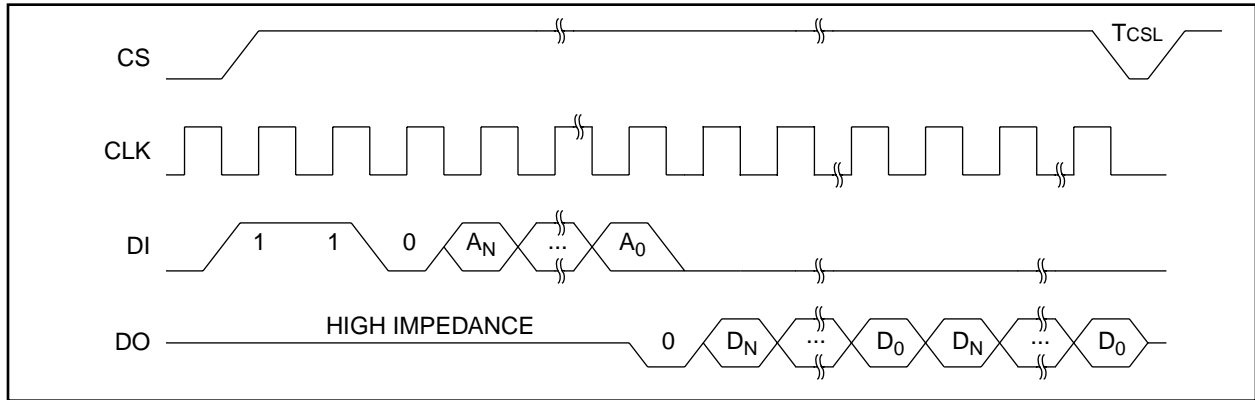 CS TCSL
CLK
DI 1 1 0 AN ... A0
HIGH IMPEDANCE
DO 0 DN ... D0 DN ... D0